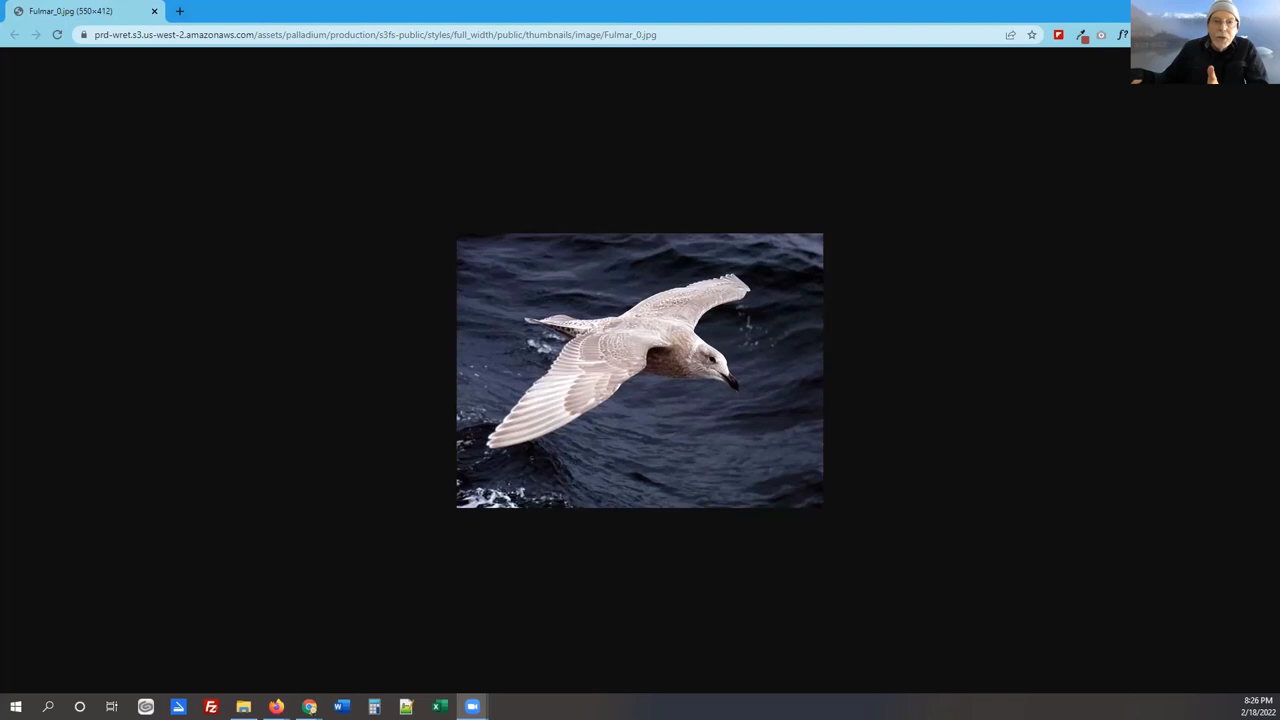 Fulmar_0.jpg (550×412)
prd-wret.s3.us-west-2.amazonaws.com/assets/palladium/production/s3fs-public/styles/full_width/public/thumbnails/image/Fulmar_0.jpg
f?
8:26 PM
2/18/2022